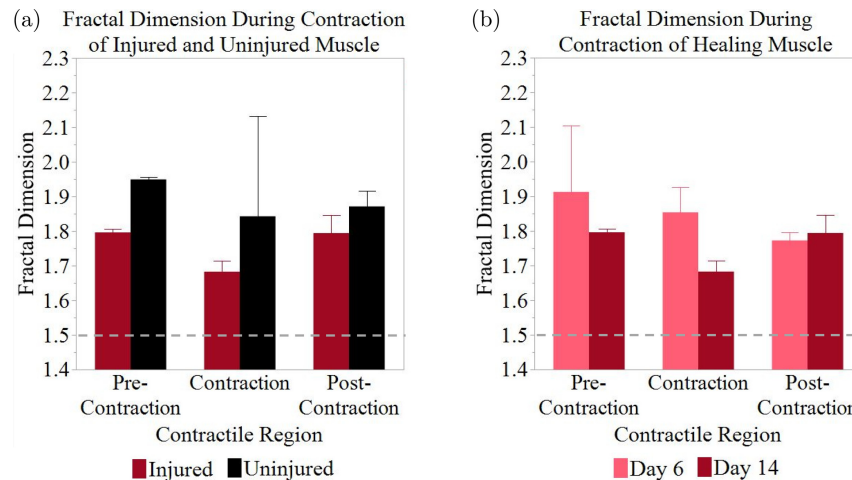 (a) Fractal Dimension During Contraction
of Injured and Uninjured Muscle
2.3
2.2
2.1
2.0
1.9
1.8
1.7
1.6
1.5
1.4
Fractal Dimension
Pre-
Contraction
Contraction
Post-
Contraction
Contractile Region
Injured Uninjured
(b) Fractal Dimension During
Contraction of Healing Muscle
2.3
2.2
2.1
2.0
1.9
1.8
1.7
1.6
1.5
1.4
Fractal Dimension
Pre-
Contraction
Contraction
Post-
Contraction
Contractile Region
Day 6 Day 14